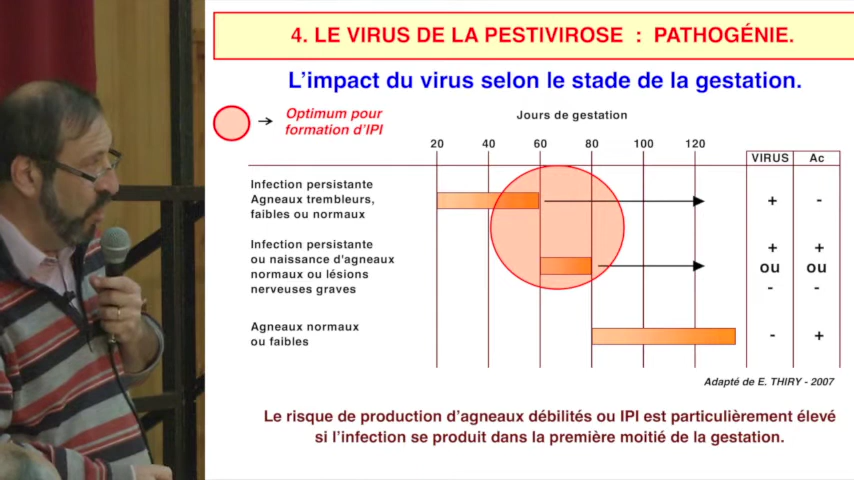 4. LE VIRUS DE LA PESTIVIROSE : PATHOGÉNIE.
L'impact du virus selon le stade de la gestation.
Optimum pour
formation d'IPI
Jours de gestation
20 40 60 80 100 120
VIRUS Ac
Infection persistante
Agneaux trembleurs,
faibles ou normaux
+ -
Infection persistante
ou naissance d'agneaux
normaux ou lésions
nerveuses graves
+ +
ou ou
- -
Agneaux normaux
ou faibles
- +
Adapté de E. THIRY - 2007
Le risque de production d'agneaux débilités ou IPI est particulièrement élevé
si l'infection se produit dans la première moitié de la gestation.